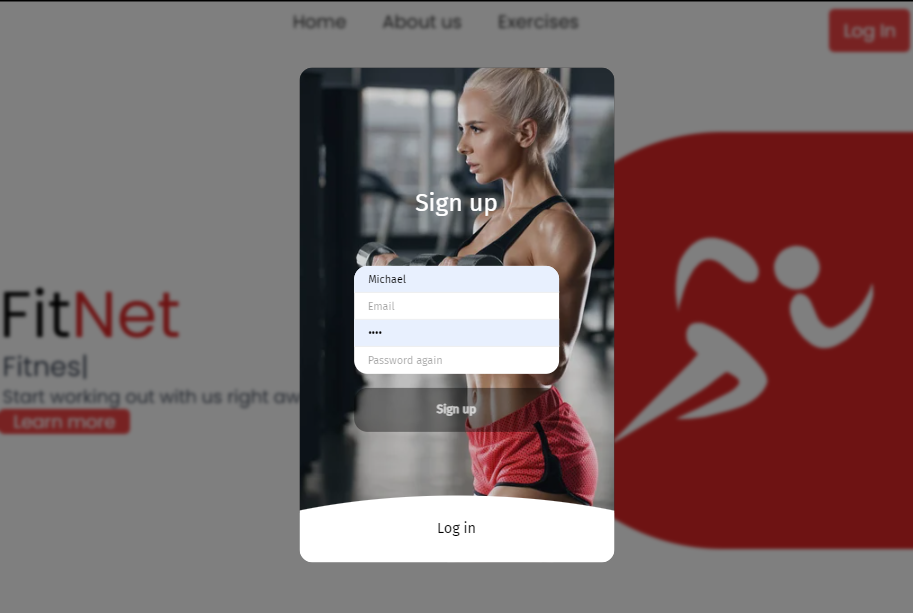 Home About us Exercises Log In
Sign up
Michael
Email
••••
Password again
Sign up
Log in
FitNet
Fitnes|
Start working out with us right aw
Learn more